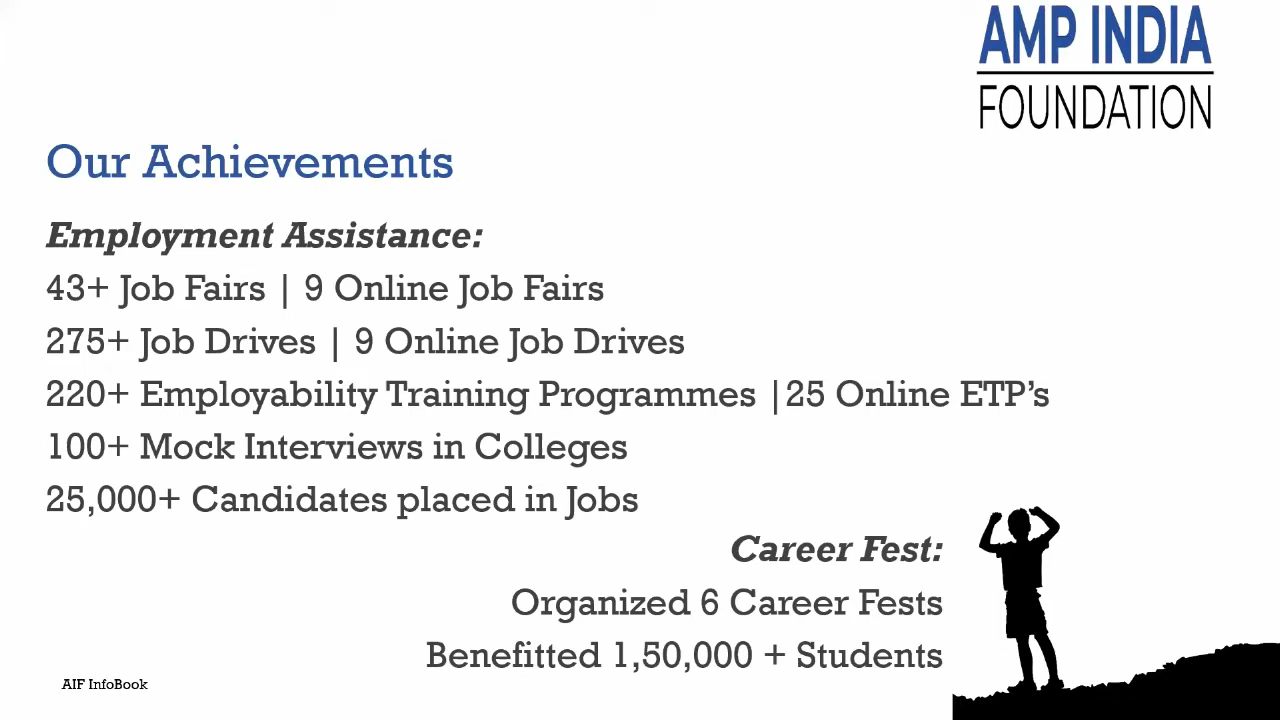 AMP INDIA
FOUNDATION
Our Achievements
Employment Assistance:
43+ Job Fairs | 9 Online Job Fairs
275+ Job Drives | 9 Online Job Drives
220+ Employability Training Programmes |25 Online ETP’s
100+ Mock Interviews in Colleges
25,000+ Candidates placed in Jobs
Career Fest:
Organized 6 Career Fests
Benefitted 1,50,000 + Students
AIF InfoBook